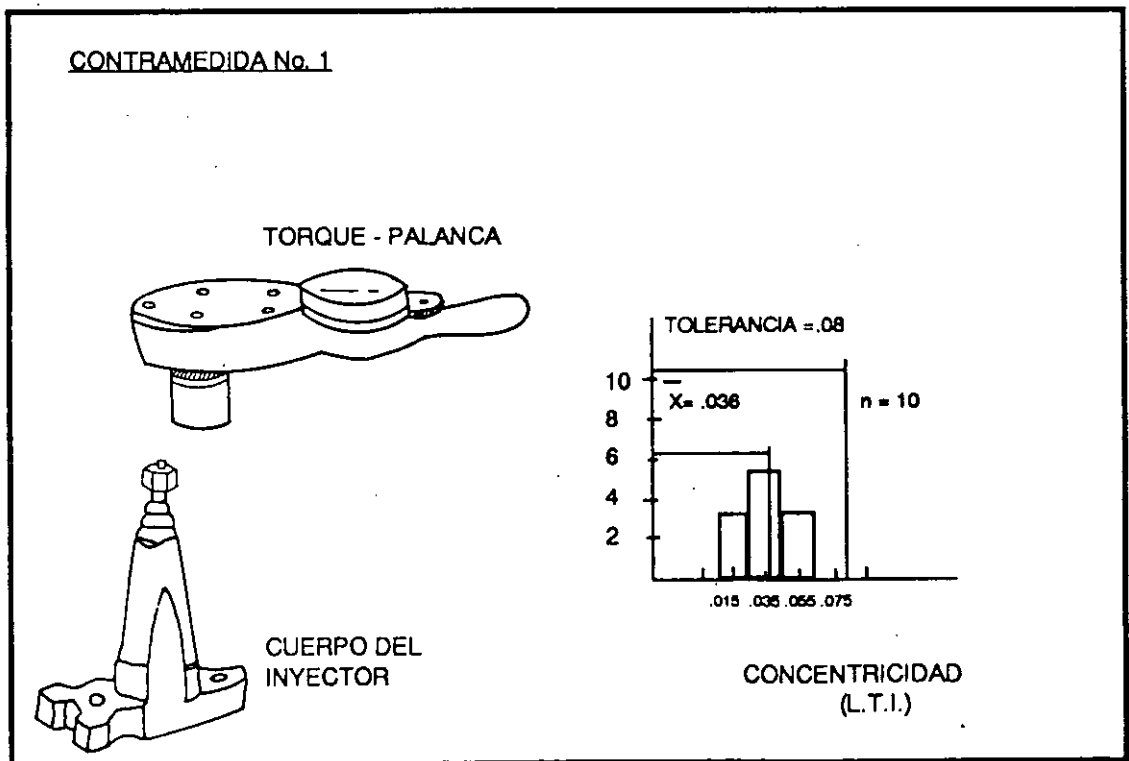 CONTRAMEDIDA No. 1
TORQUE - PALANCA
CUERPO DEL
INYECTOR
TOLERANCIA =.08
X= .036
n = 10
10
8
6
4
2
.015 .035 .055 .075
CONCENTRICIDAD
(L.T.I.)